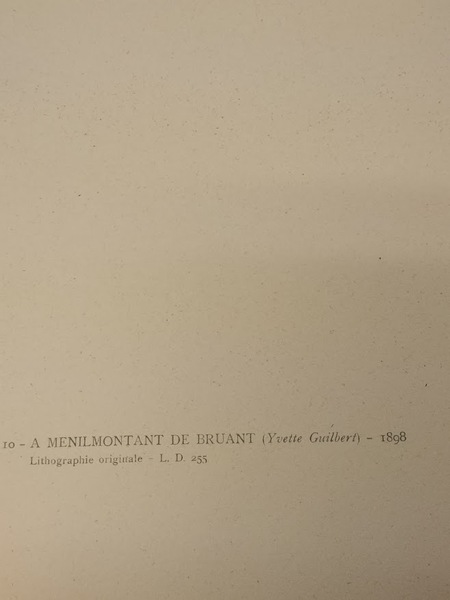 10 - A MENILMONTANT DE BRUANT (Yvette Guilbert) - 1898
Lithographie originale - L. D. 255